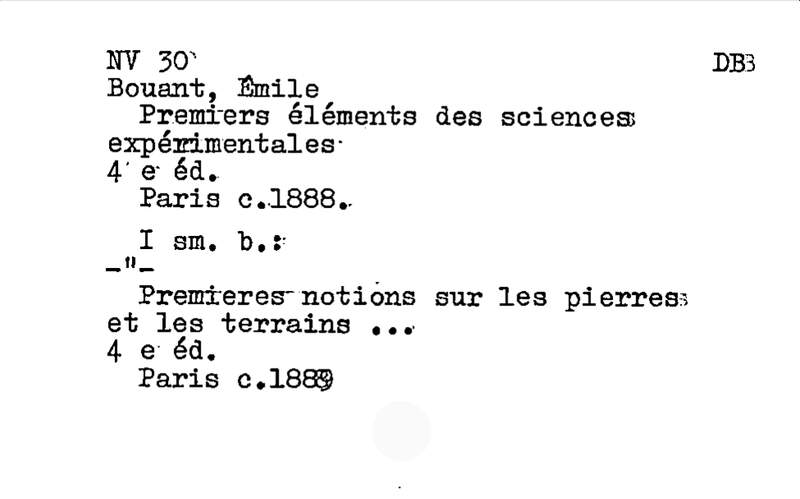 NV 30 DB3
Bouant, Émile
Premiers éléments des sciences
expérimentales
4 e éd.
Paris c.1888.
I sm. b.:
-"-
Premieres notions sur les pierres
et les terrains ...
4 e éd.
Paris c.1889